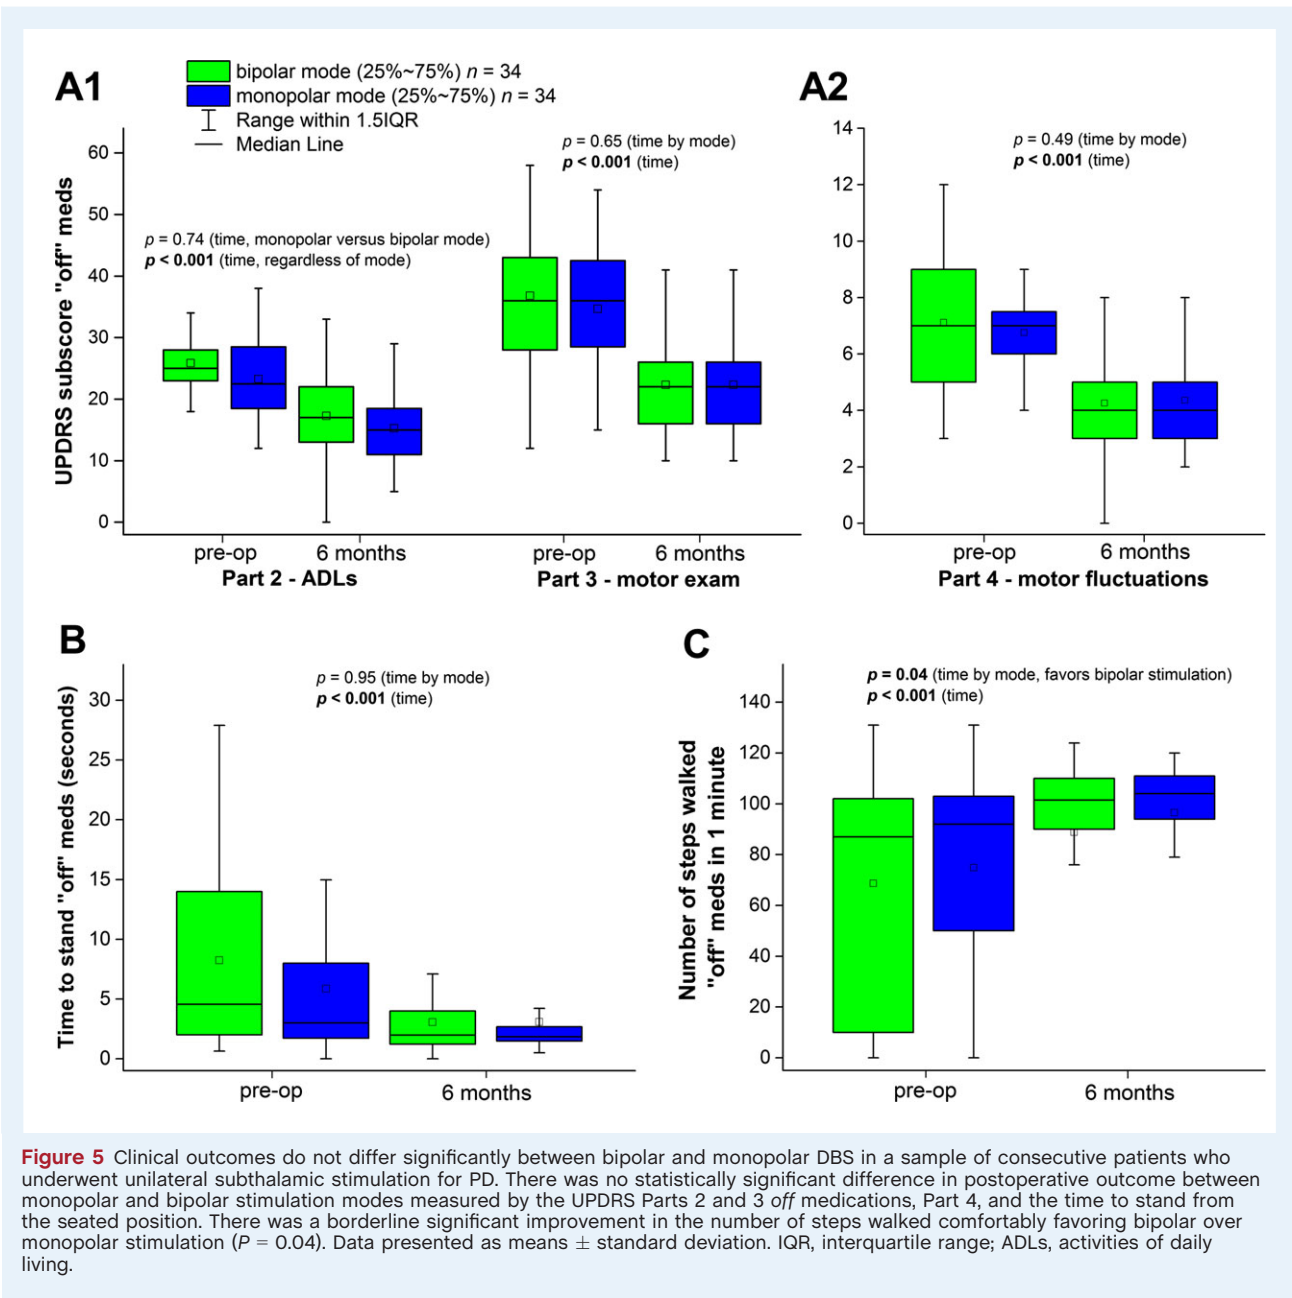 A1
bipolar mode (25%~75%) n = 34
monopolar mode (25%~75%) n = 34
Range within 1.5IQR
Median Line
UPDRS subscore "off" meds
60
50
40
30
20
10
0
p = 0.74 (time, monopolar versus bipolar mode)
p < 0.001 (time, regardless of mode)
p = 0.65 (time by mode)
p < 0.001 (time)
pre-op
6 months
pre-op
6 months
Part 2 - ADLs
Part 3 - motor exam
A2
14
12
10
8
6
4
2
0
p = 0.49 (time by mode)
p < 0.001 (time)
pre-op
6 months
Part 4 - motor fluctuations
B
Time to stand "off" meds (seconds)
30
25
20
15
10
5
0
p = 0.95 (time by mode)
p < 0.001 (time)
pre-op
6 months
C
Number of steps walked
"off" meds in 1 minute
140
120
100
80
60
40
20
0
p = 0.04 (time by mode, favors bipolar stimulation)
p < 0.001 (time)
pre-op
6 months
Figure 5 Clinical outcomes do not differ significantly between bipolar and monopolar DBS in a sample of consecutive patients who
underwent unilateral subthalamic stimulation for PD. There was no statistically significant difference in postoperative outcome between
monopolar and bipolar stimulation modes measured by the UPDRS Parts 2 and 3 off medications, Part 4, and the time to stand from
the seated position. There was a borderline significant improvement in the number of steps walked comfortably favoring bipolar over
monopolar stimulation (P = 0.04). Data presented as means ± standard deviation. IQR, interquartile range; ADLs, activities of daily
living.